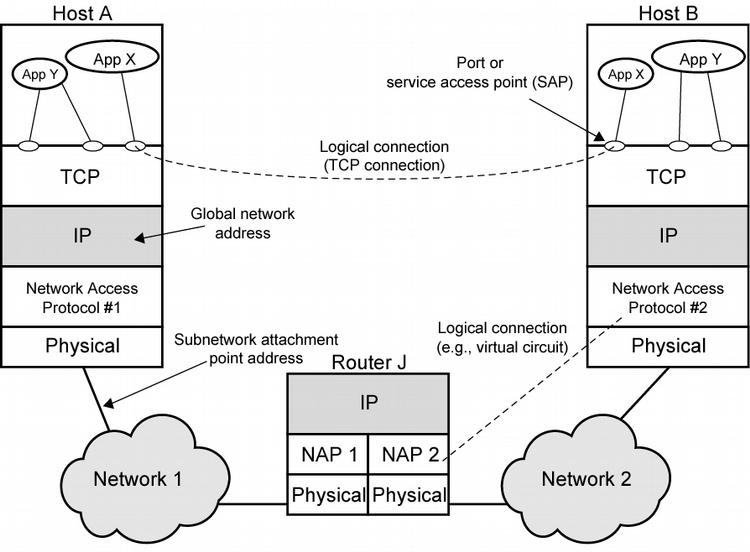 Host A
App X
App Y
TCP
IP
Network Access
Protocol #1
Physical
Host B
App X
App Y
TCP
IP
Network Access
Protocol #2
Physical
Port or
service access point (SAP)
Logical connection
(TCP connection)
Global network
address
Subnetwork attachment
point address
Logical connection
(e.g., virtual circuit)
Router J
IP
NAP 1
NAP 2
Physical
Physical
Network 1
Network 2